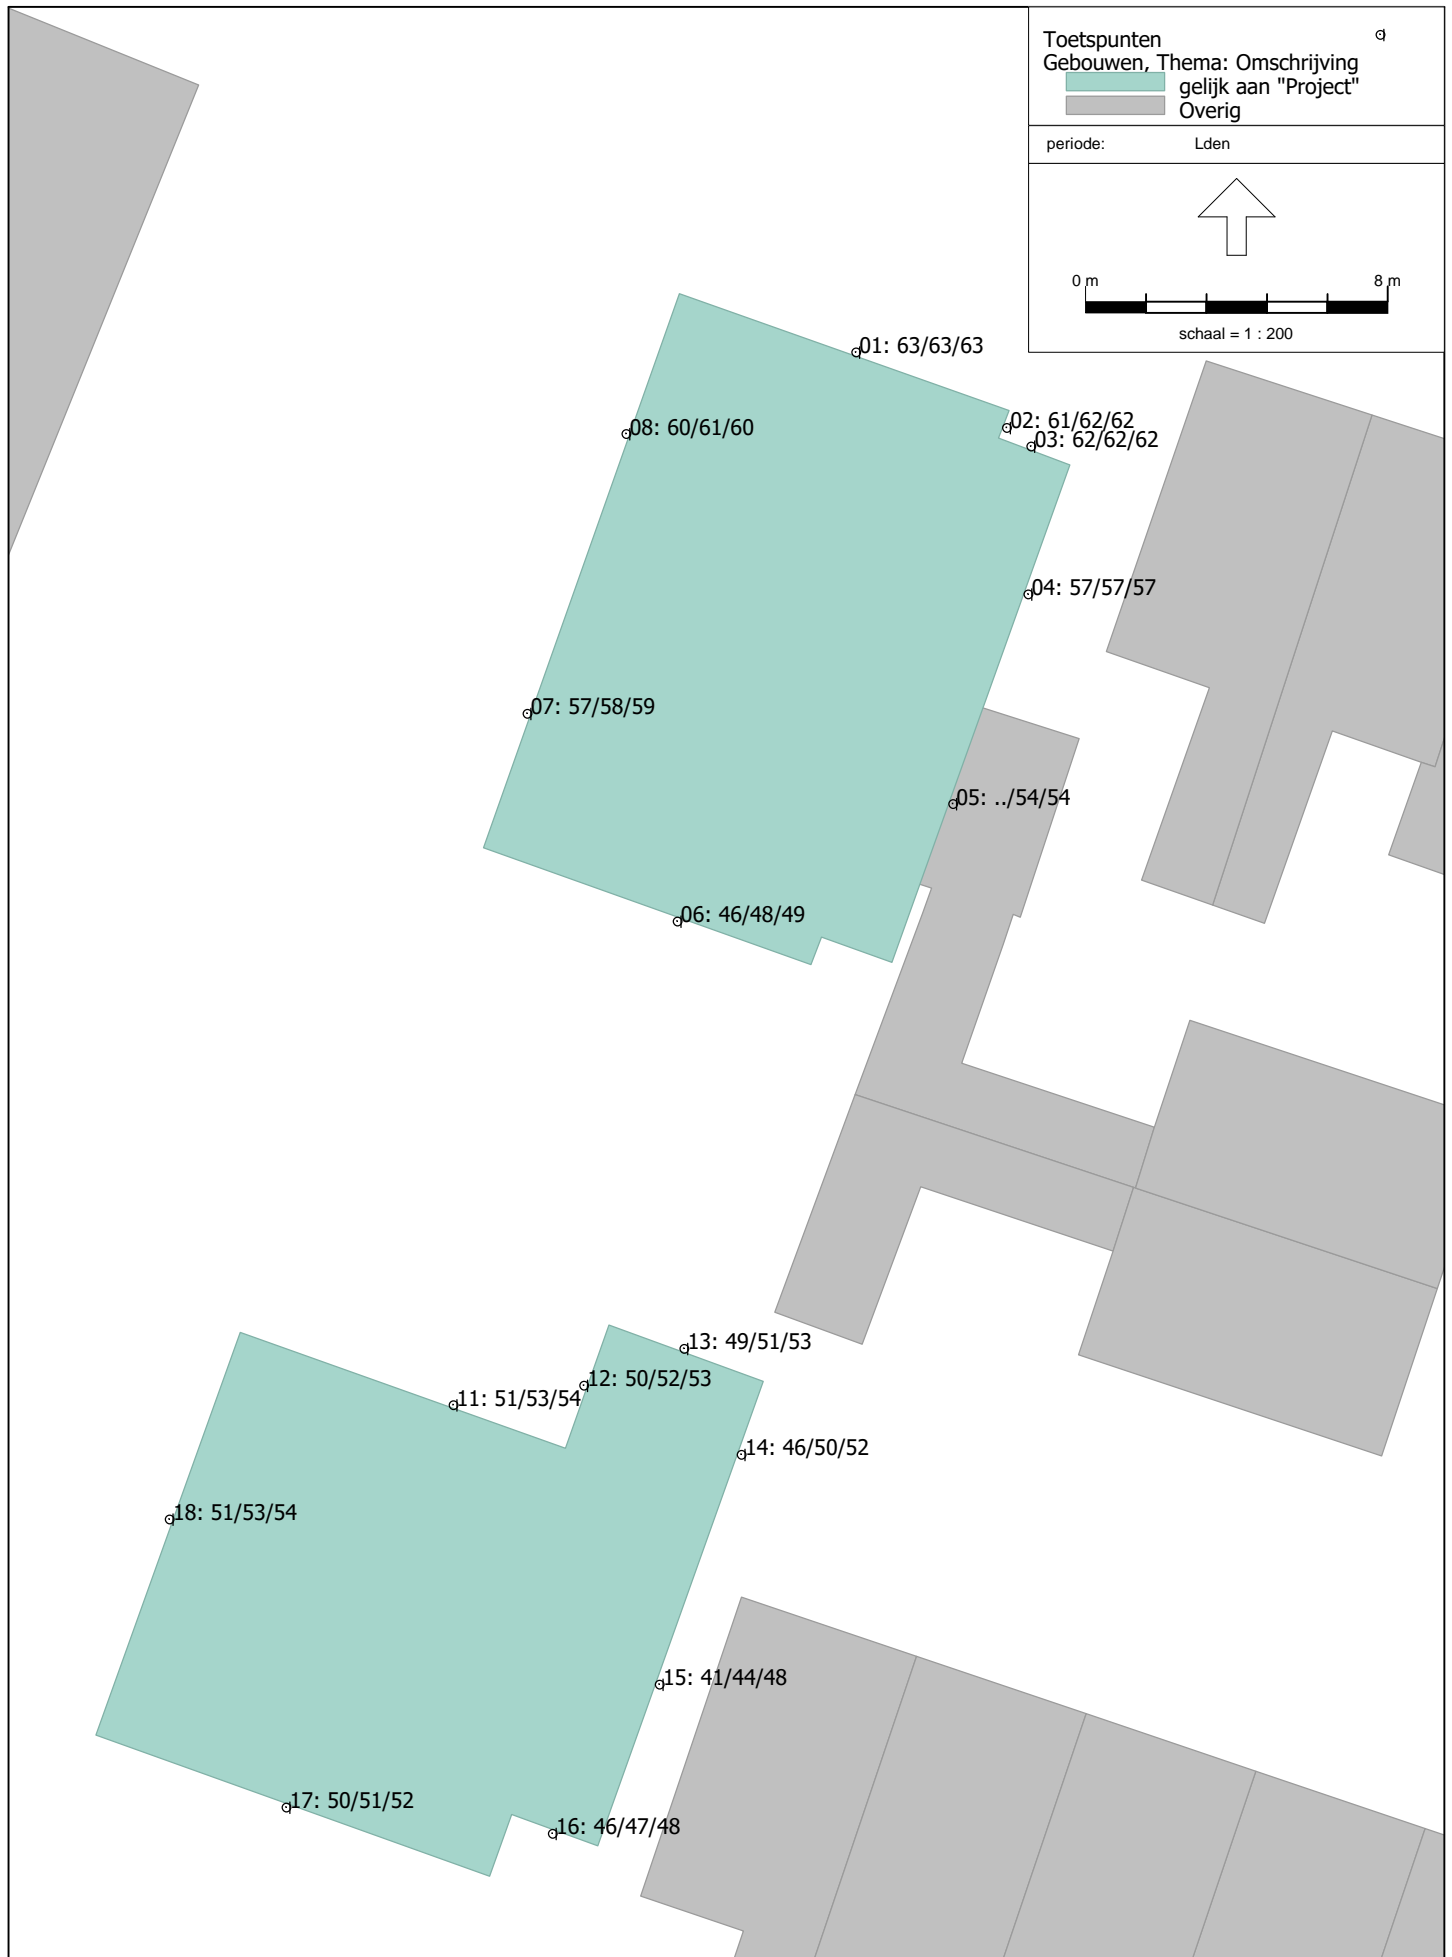 Toetspunten
Gebouwen, Thema: Omschrijving
gelijk aan "Project"
Overig
periode: Lden
0 m 8 m
schaal = 1 : 200
01: 63/63/63
02: 61/62/62
08: 60/61/60
03: 62/62/62
04: 57/57/57
07: 57/58/59
05: ../54/54
06: 46/48/49
13: 49/51/53
12: 50/52/53
11: 51/53/54
14: 46/50/52
18: 51/53/54
15: 41/44/48
17: 50/51/52
16: 46/47/48